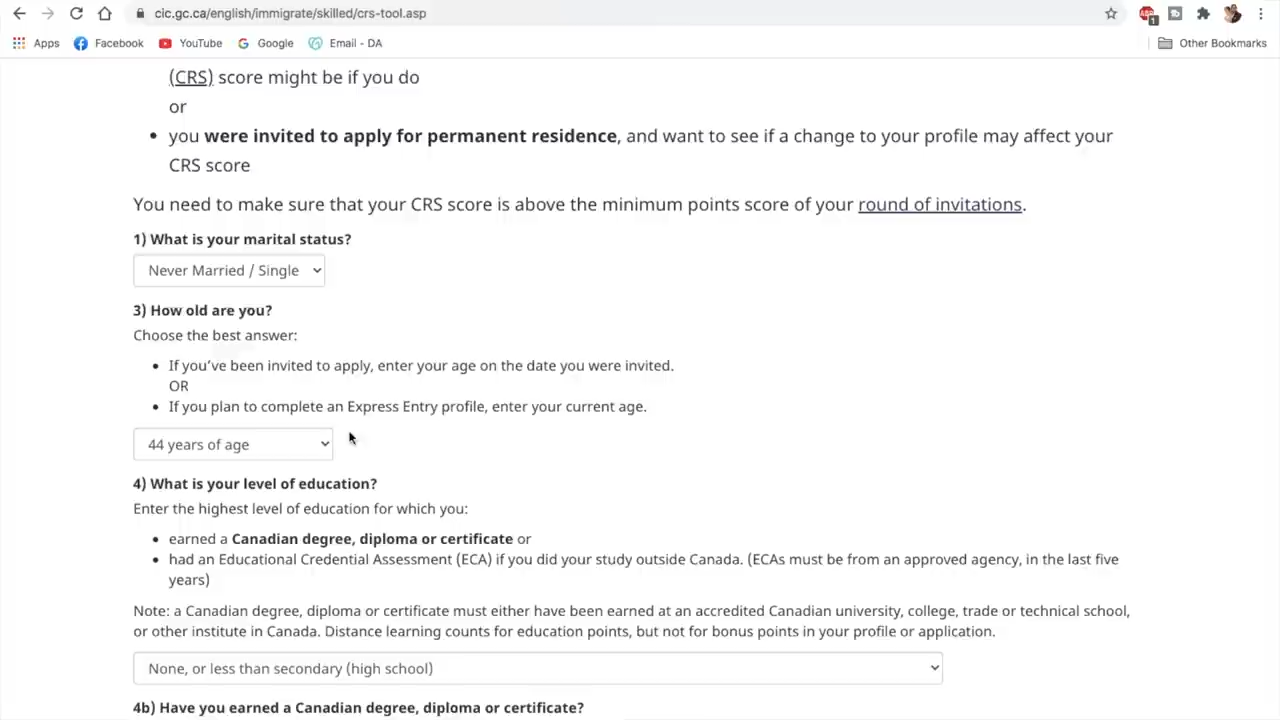 cic.gc.ca/english/immigrate/skilled/crs-tool.asp
ABP
1
Apps
Facebook
YouTube
Google
Email - DA
Other Bookmarks
(CRS) score might be if you do
or
• you were invited to apply for permanent residence, and want to see if a change to your profile may affect your
CRS score
You need to make sure that your CRS score is above the minimum points score of your round of invitations.
1) What is your marital status?
Never Married / Single
3) How old are you?
Choose the best answer:
• If you’ve been invited to apply, enter your age on the date you were invited.
OR
• If you plan to complete an Express Entry profile, enter your current age.
44 years of age
4) What is your level of education?
Enter the highest level of education for which you:
• earned a Canadian degree, diploma or certificate or
• had an Educational Credential Assessment (ECA) if you did your study outside Canada. (ECAs must be from an approved agency, in the last five
years)
Note: a Canadian degree, diploma or certificate must either have been earned at an accredited Canadian university, college, trade or technical school,
or other institute in Canada. Distance learning counts for education points, but not for bonus points in your profile or application.
None, or less than secondary (high school)
4b) Have you earned a Canadian degree, diploma or certificate?